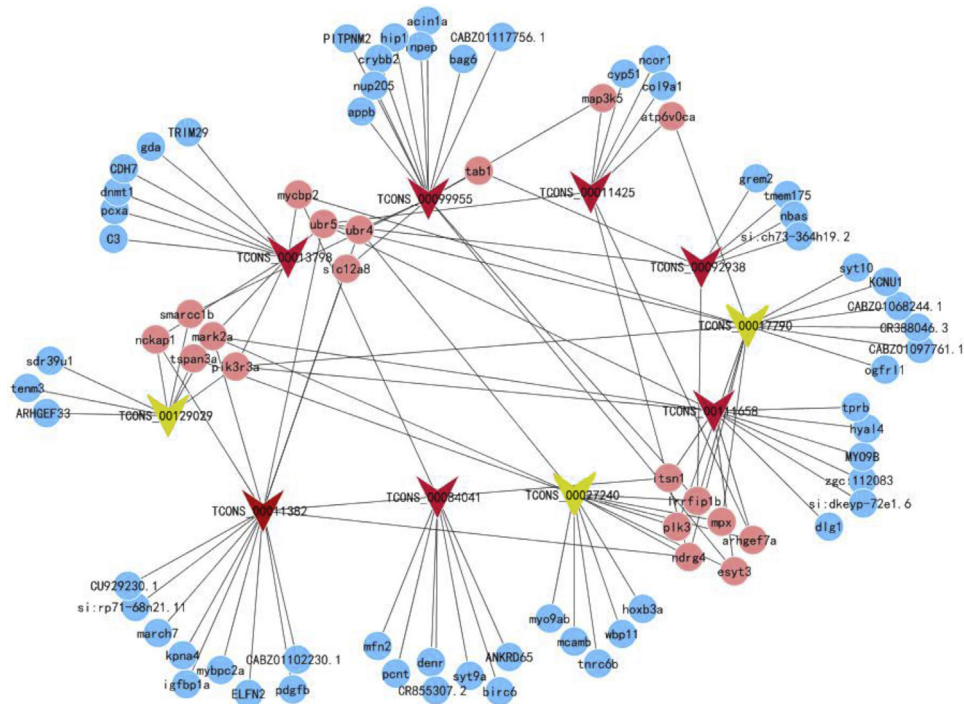 acin1a
PITPNM2
hip1
npep
CABZ01117756.1
crybb2
bag6
nup205
appb
cyp51
ncor1
col9a1
map3k5
atp6v0ca
TRIM29
gda
CDH7
dnmt1
pcxa
C3
tab1
mycbp2
TCONS_00099955
TCONS_00011425
grem2
tmem175
nbas
si:ch73-364h19.2
ubr5
ubr4
TCONS_00013798
slc12a8
TCONS_00092938
syt10
KCNU1
CABZ01068244.1
CR388046.3
CABZ01097761.1
ogfrl1
smarcc1b
nckap1
mark2a
tspan3a
pik3r3a
TCONS_00017790
sdr39u1
tenm3
ARHGEF33
TCONS_00129029
TCONS_00111658
tprb
hyal4
MYO9B
zgc:112083
si:dkeyp-72e1.6
dlg1
itsn1
lrrfip1b
plk3
mpx
arhgef7a
ndrg4
esyt3
TCONS_00011382
TCONS_00084041
TCONS_00027240
CU929230.1
si:rp71-68n21.11
march7
kpna4
igfbp1a
mybpc2a
ELFN2
CABZ01102230.1
pdgfb
mfn2
pcnt
denr
CR855307.2
syt9a
ANKRD65
birc6
myo9ab
mcamb
tnrc6b
wbp11
hoxb3a